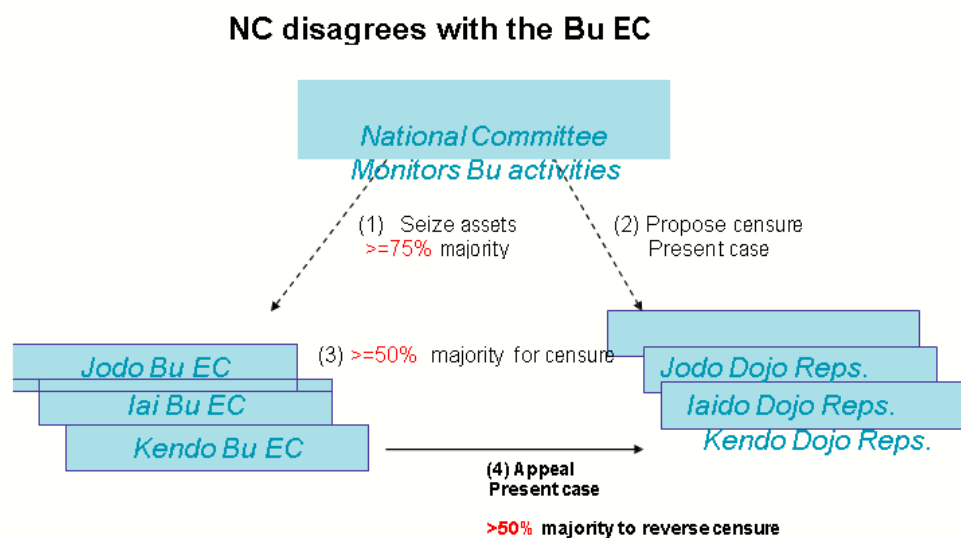 NC disagrees with the Bu EC
National Committee
Monitors Bu activities
(1) Seize assets
>=75% majority
(2) Propose censure
Present case
(3) >=50% majority for censure
Jodo Bu EC
Iai Bu EC
Kendo Bu EC
Jodo Dojo Reps.
Iaido Dojo Reps.
Kendo Dojo Reps.
(4) Appeal
Present case
>50% majority to reverse censure